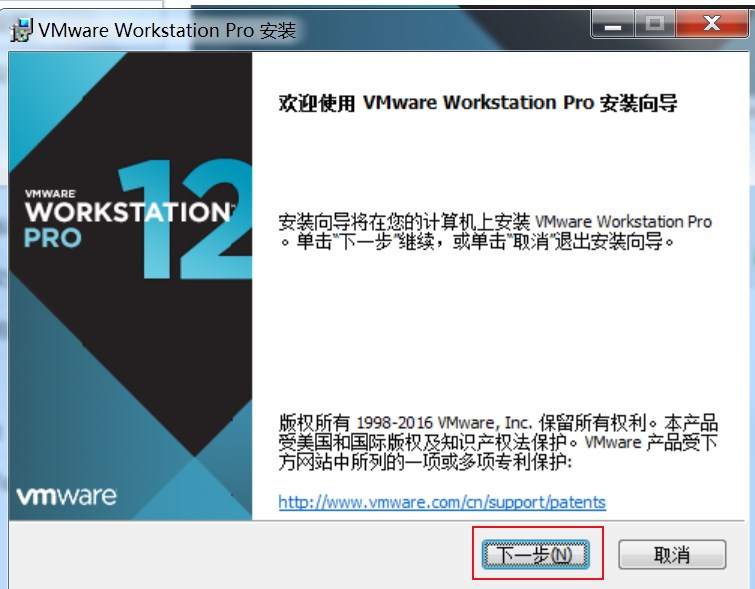 VMware Workstation Pro 安装
欢迎使用 VMware Workstation Pro 安装向导
VMWARE
WORKSTATION™
PRO
12
安装向导将在您的计算机上安装 VMware Workstation Pro
。单击“下一步”继续，或单击“取消”退出安装向导。
版权所有 1998-2016 VMware, Inc. 保留所有权利。本产品
受美国和国际版权及知识产权法保护。VMware 产品受下
方网站中所列的一项或多项专利保护:
http://www.vmware.com/cn/support/patents
vmware
下一步(N)
取消